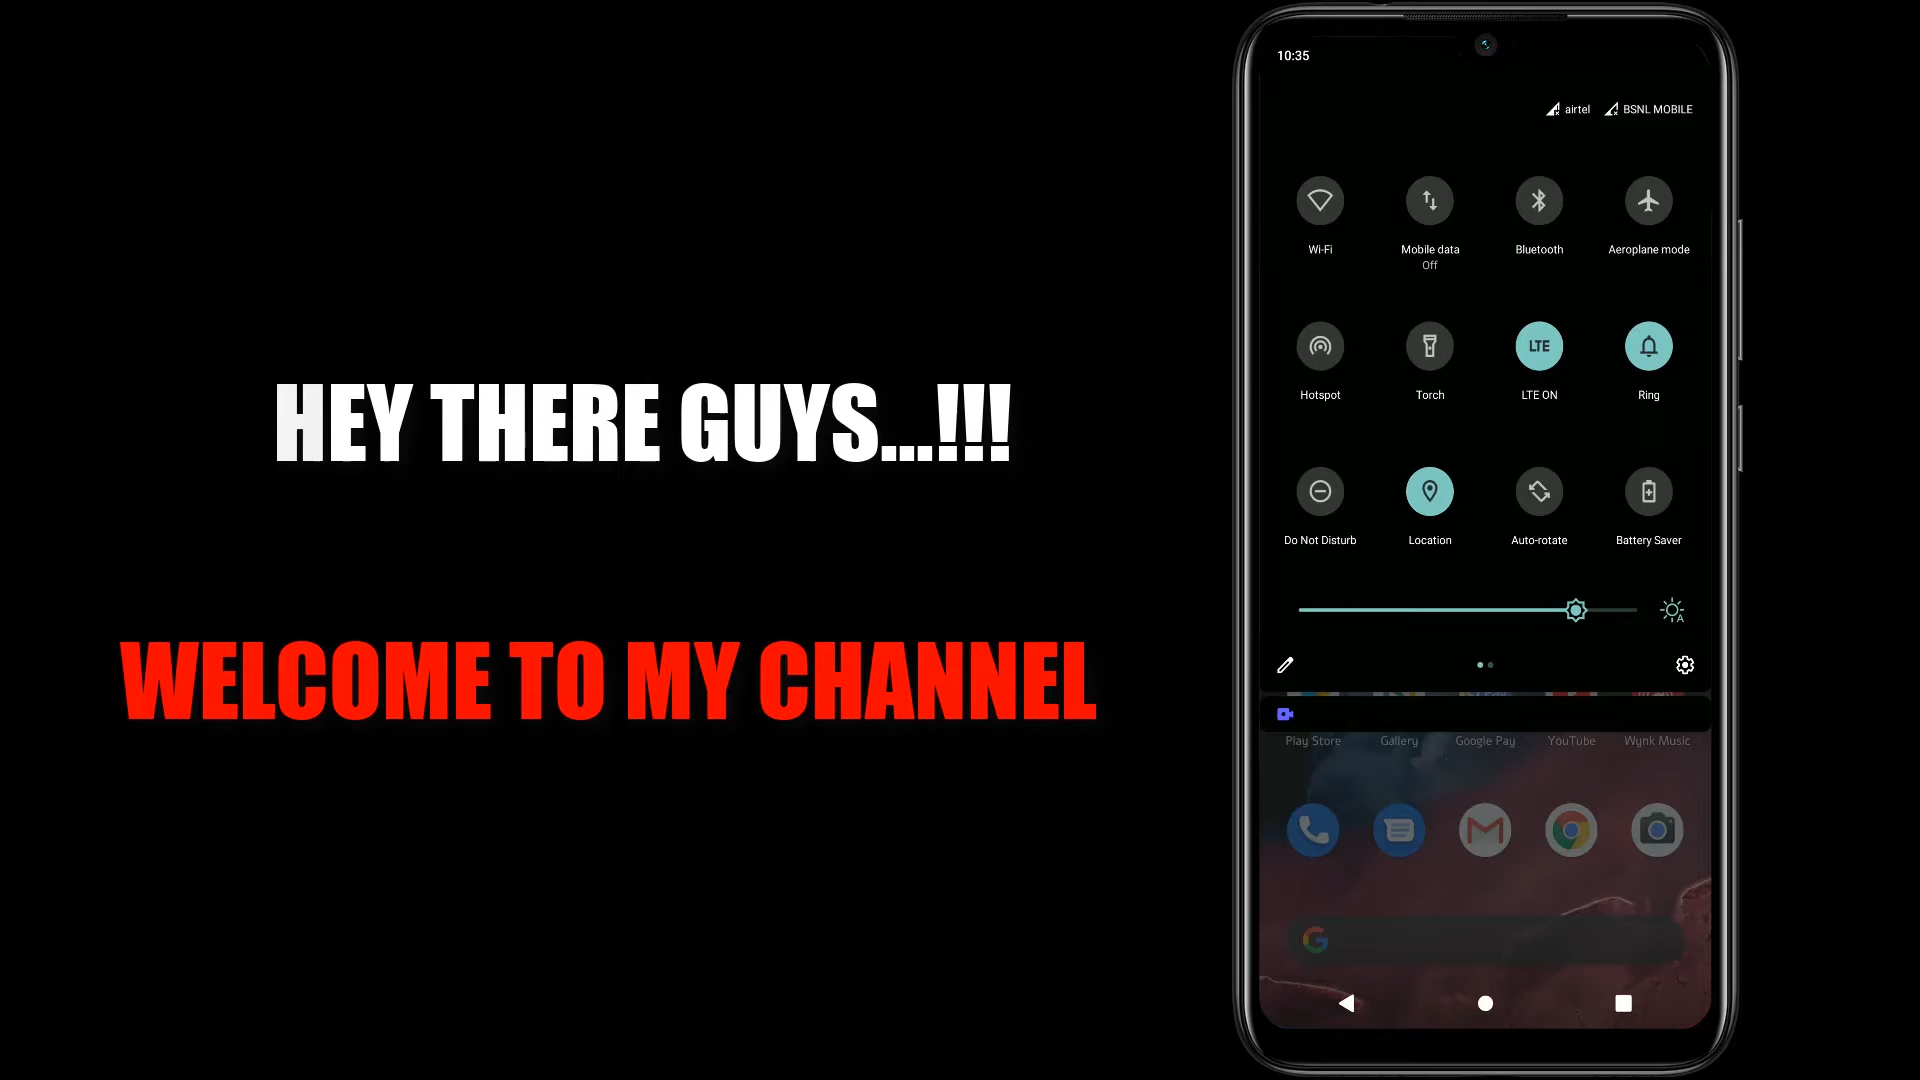 HEY THERE GUYS...!!!
WELCOME TO MY CHANNEL
10:35
airtel BSNL MOBILE
Wi-Fi Mobile data Bluetooth Aeroplane mode
Off
Hotspot Torch LTE ON Ring
LTE
Do Not Disturb Location Auto-rotate Battery Saver
A
Play Store Gallery Google Pay YouTube Wynk Music
G